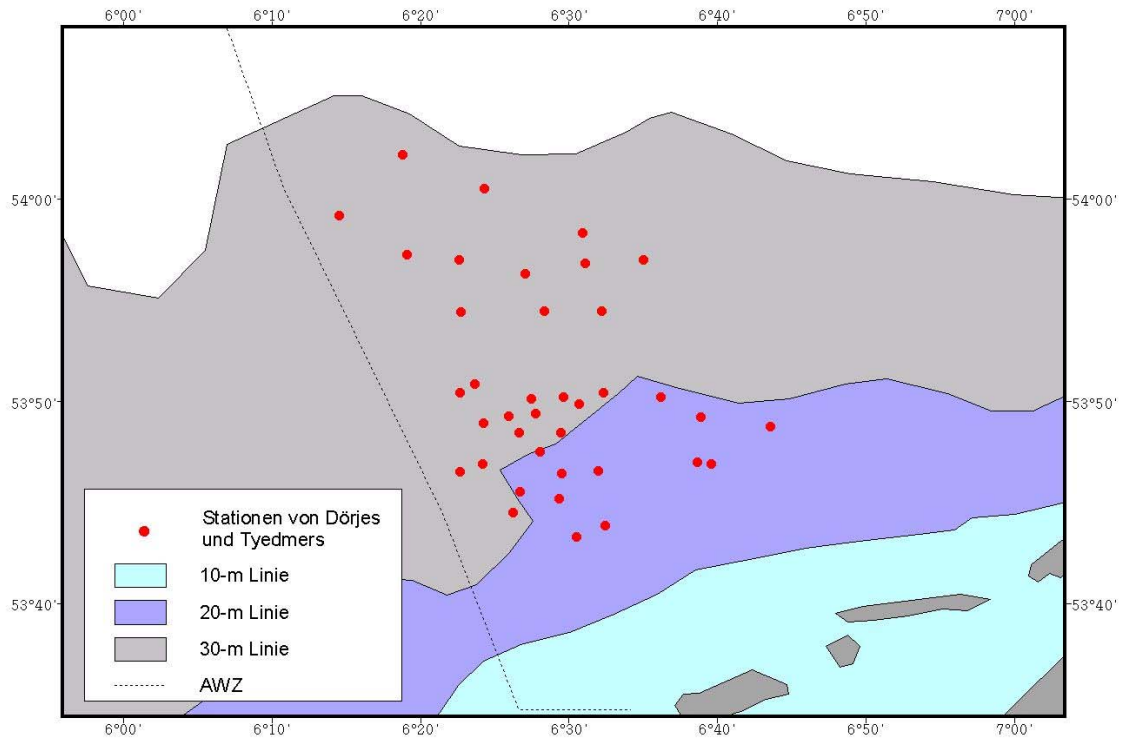 6°00' 6°10' 6°20' 6°30' 6°40' 6°50' 7°00'
54°00' 54°00'
53°50' 53°50'
53°40' 53°40'
Stationen von Dörjes
und Tyedmers
10-m Linie
20-m Linie
30-m Linie
AWZ
6°00' 6°10' 6°20' 6°30' 6°40' 6°50' 7°00'